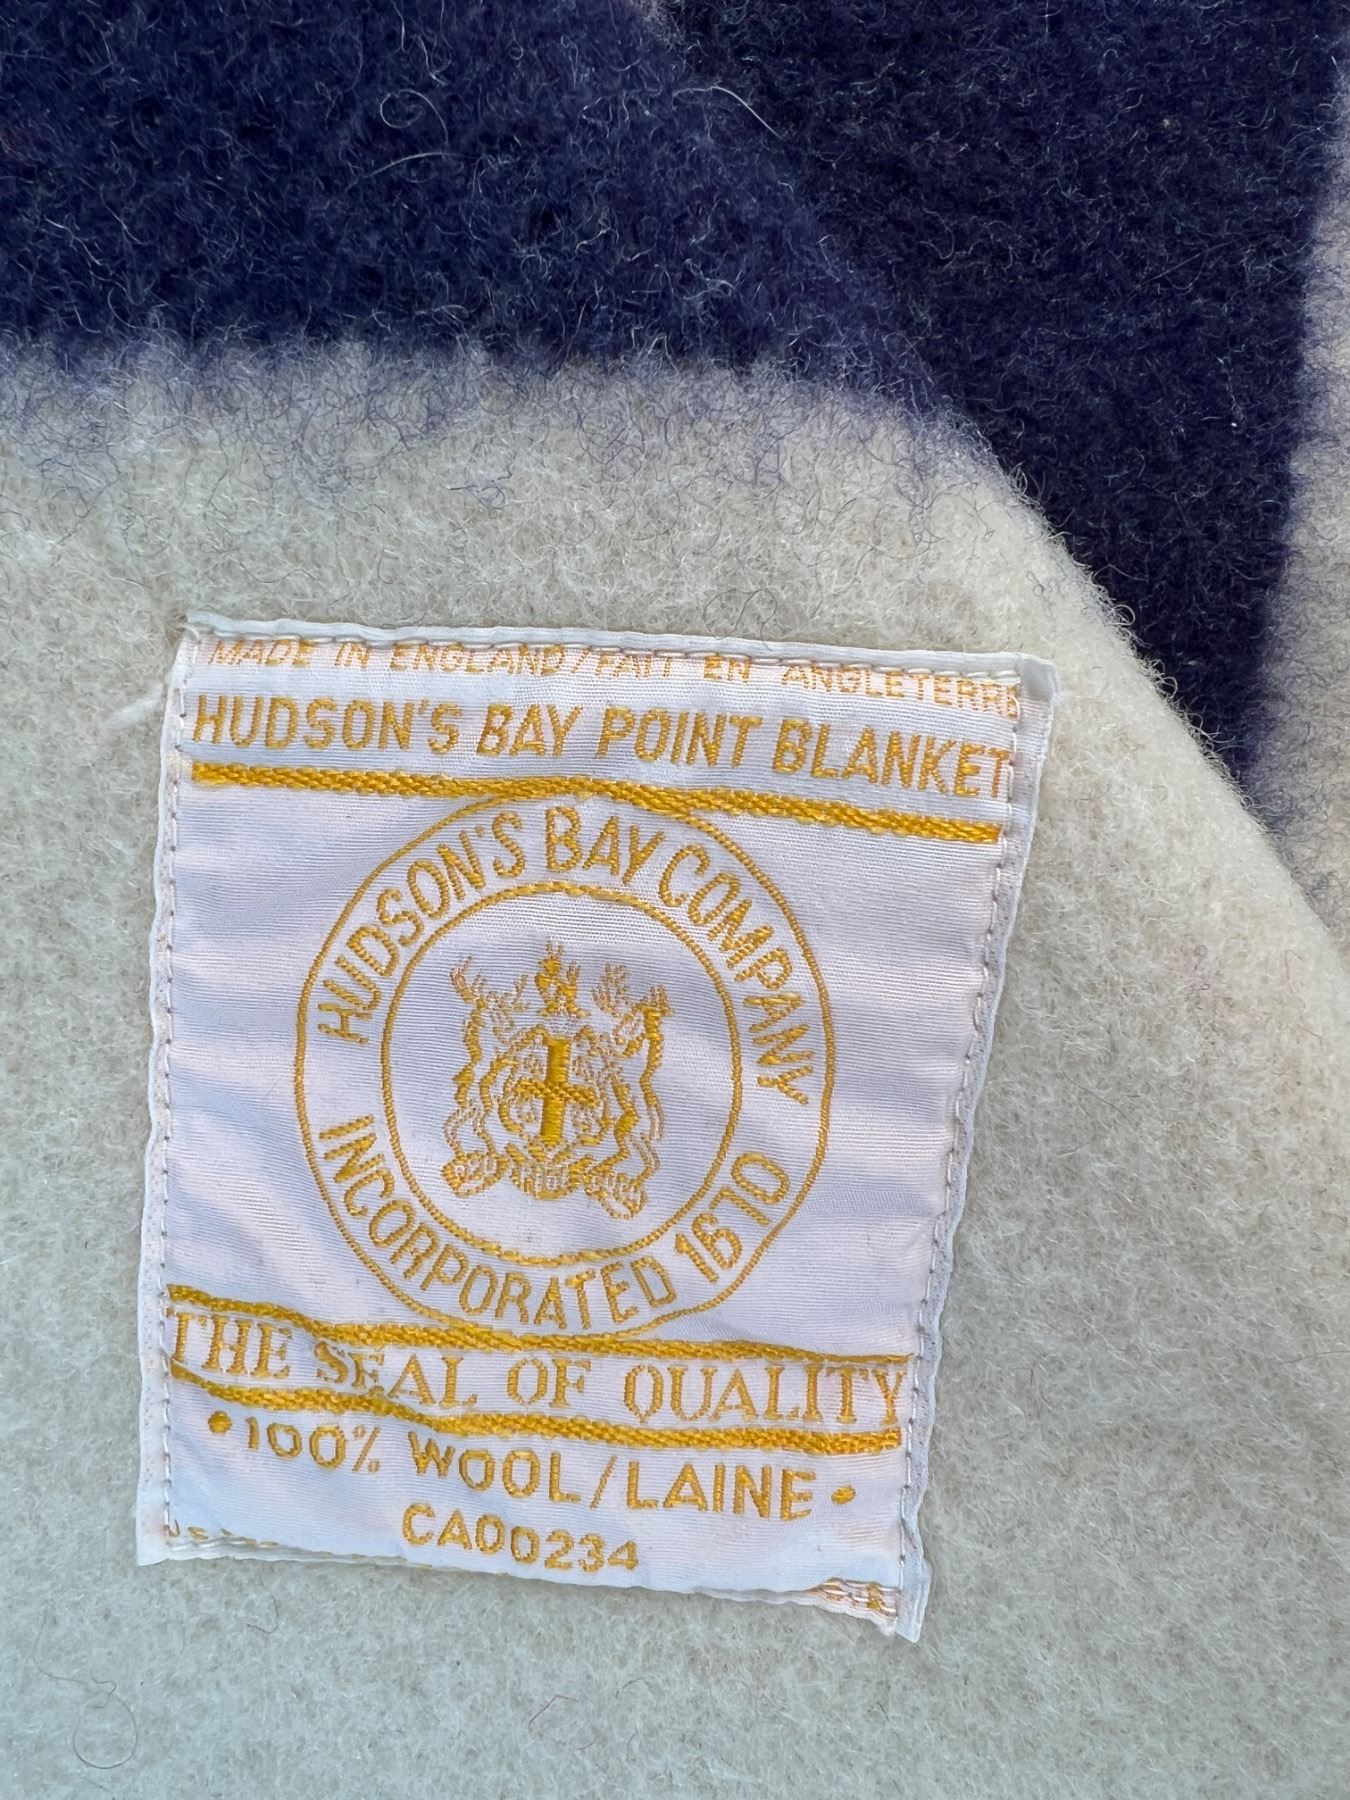 MADE IN ENGLAND/FAIT EN ANGLETERRE
HUDSON'S BAY POINT BLANKET
HUDSON'S BAY COMPANY
INCORPORATED 1670
THE SEAL OF QUALITY
•100% WOOL/LAINE•
CA00234